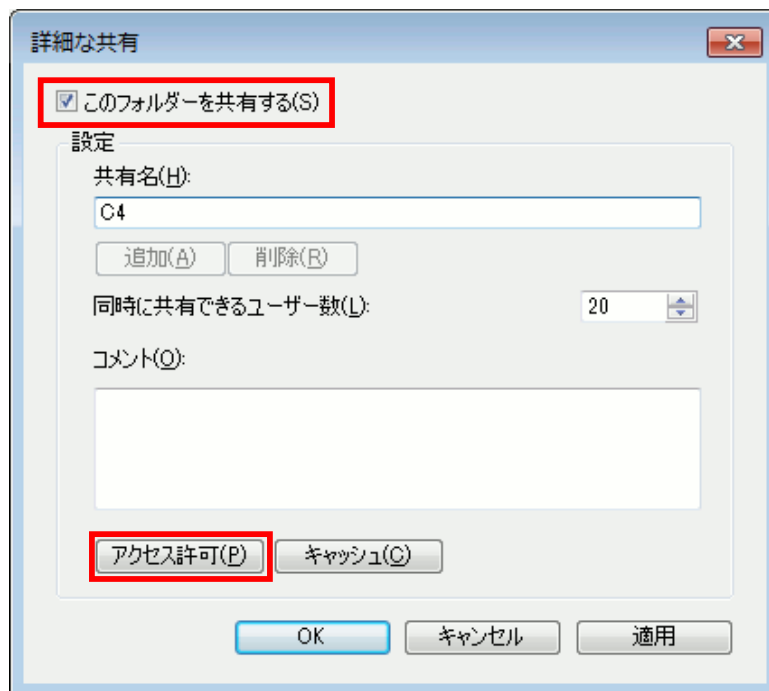 詳細な共有
このフォルダーを共有する(S)
設定
共有名(H):
C4
追加(A) 削除(R)
同時に共有できるユーザー数(L): 20
コメント(O):
アクセス許可(P) キャッシュ(C)
OK キャンセル 適用